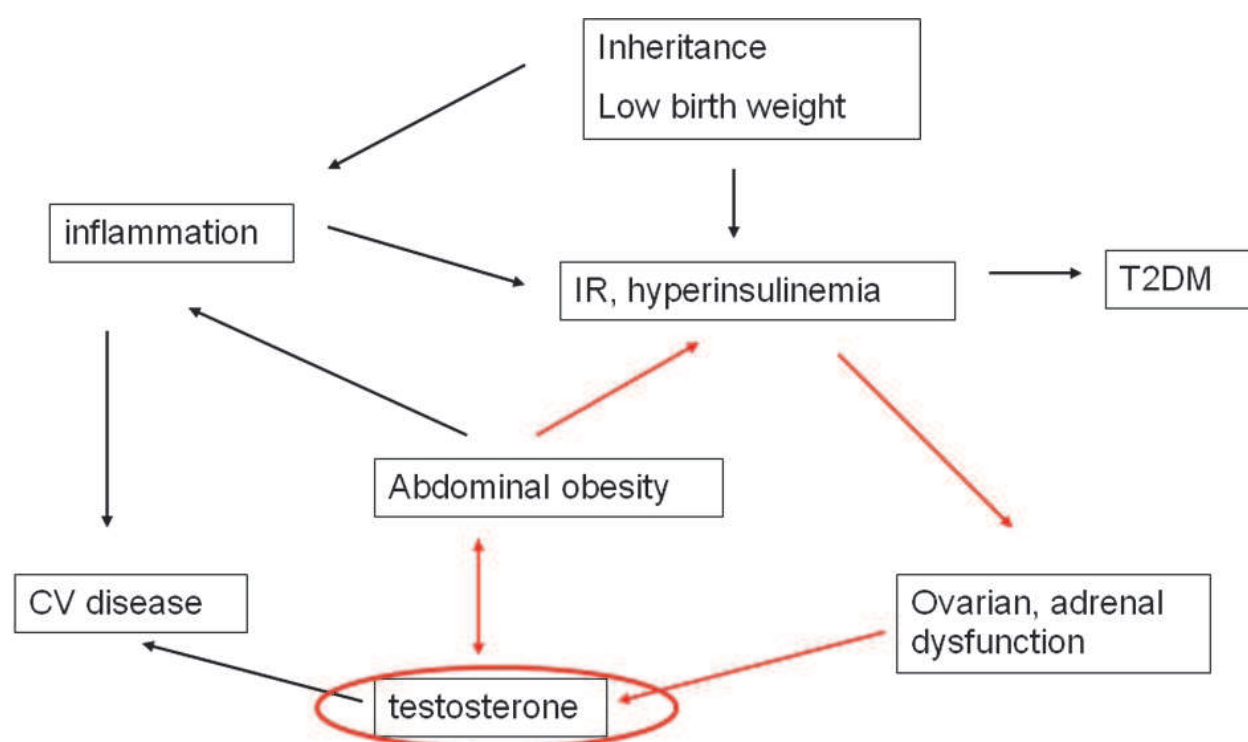 Inheritance
Low birth weight
inflammation
IR, hyperinsulinemia
T2DM
Abdominal obesity
CV disease
Ovarian, adrenal
dysfunction
testosterone